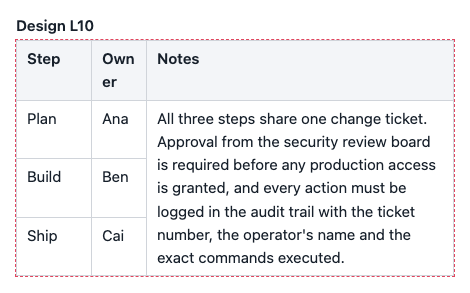 Design L10
Step
Owner
Notes
Plan
Ana
All three steps share one change ticket.
Approval from the security review board
is required before any production access
is granted, and every action must be
logged in the audit trail with the ticket
number, the operator's name and the
exact commands executed.
Build
Ben
Ship
Cai